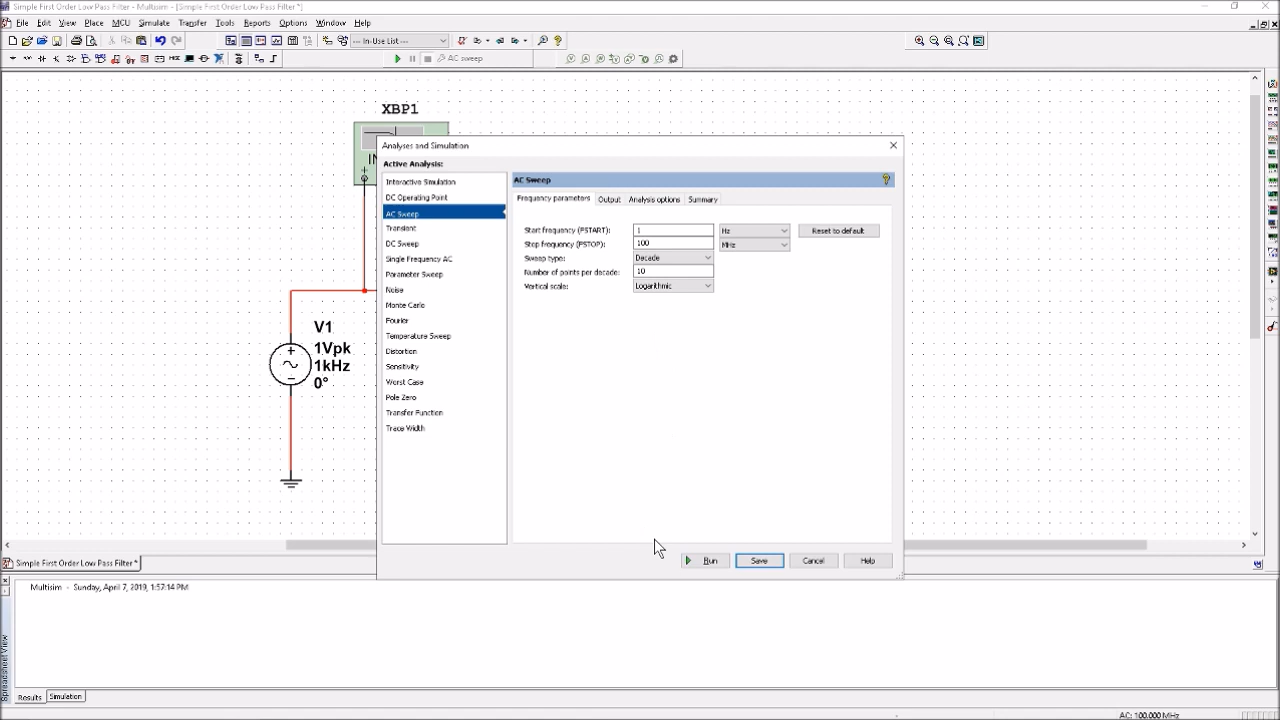 Simple First Order Low Pass Filter - Multisim - [Simple First Order Low Pass Filter *]
File Edit View Place MCU Simulate Transfer Tools Reports Options Window Help
--- In-Use List ---
AC sweep
XBP1
IN
Analyses and Simulation
Active Analysis:
Interactive Simulation
DC Operating Point
AC Sweep
Transient
DC Sweep
Single Frequency AC
Parameter Sweep
Noise
Monte Carlo
Fourier
Temperature Sweep
Distortion
Sensitivity
Worst Case
Pole Zero
Transfer Function
Trace Width
AC Sweep
Frequency parameters Output Analysis options Summary
Start frequency (FSTART): 1 Hz Reset to default
Stop frequency (FSTOP): 100 MHz
Sweep type: Decade
Number of points per decade: 10
Vertical scale: Logarithmic
V1
1Vpk
1kHz
0°
Run Save Cancel Help
Simple First Order Low Pass Filter *
Multisim - Sunday, April 7, 2019, 1:57:14 PM
Spreadsheet View
Results Simulation
AC: 100.000 MHz